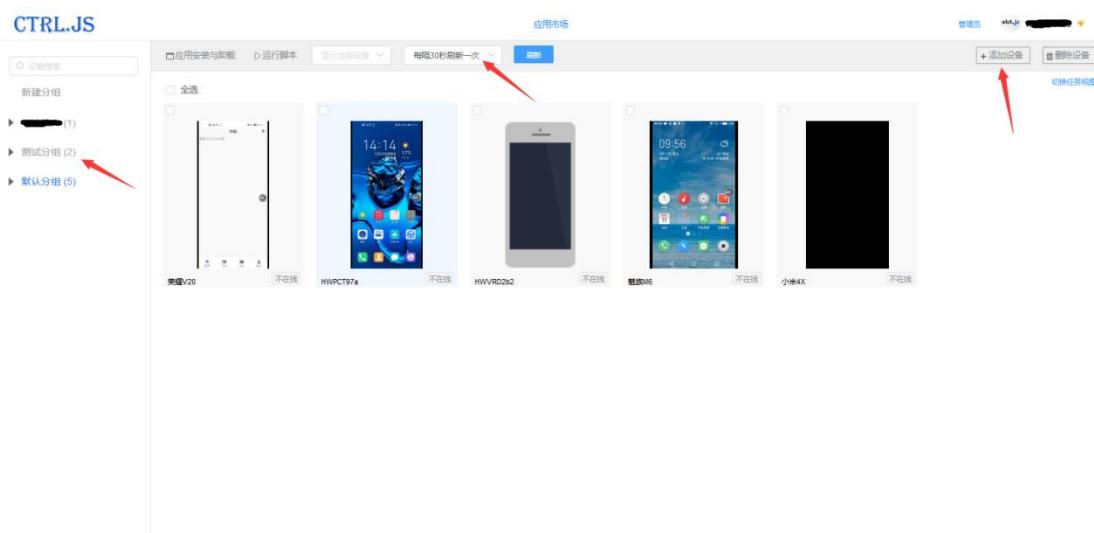 CTRL.JS
应用市场
管理员
ctrl.js
设备搜索
应用安装与卸载
运行脚本
显示全部设备
每隔30秒刷新一次
刷新
+ 添加设备
删除设备
新建分组
全选
切换任务视图
(1)
测试分组 (2)
默认分组 (5)
14:14
17℃
09:56
荣耀V20
不在线
HWPCT97a
不在线
HWVRD2b2
不在线
魅族M6
不在线
小米4X
不在线